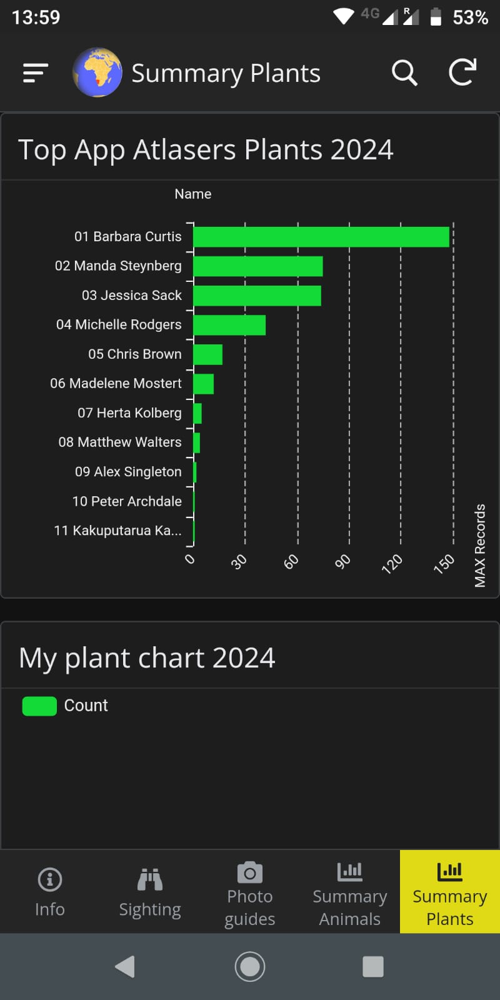 13:59
4G R 53%
Summary Plants
Top App Atlasers Plants 2024
Name
01 Barbara Curtis
02 Manda Steynberg
03 Jessica Sack
04 Michelle Rodgers
05 Chris Brown
06 Madelene Mostert
07 Herta Kolberg
08 Matthew Walters
09 Alex Singleton
10 Peter Archdale
11 Kakuputarua Ka...
0 30 60 90 120 150
MAX Records
My plant chart 2024
Count
Info
Sighting
Photo
guides
Summary
Animals
Summary
Plants